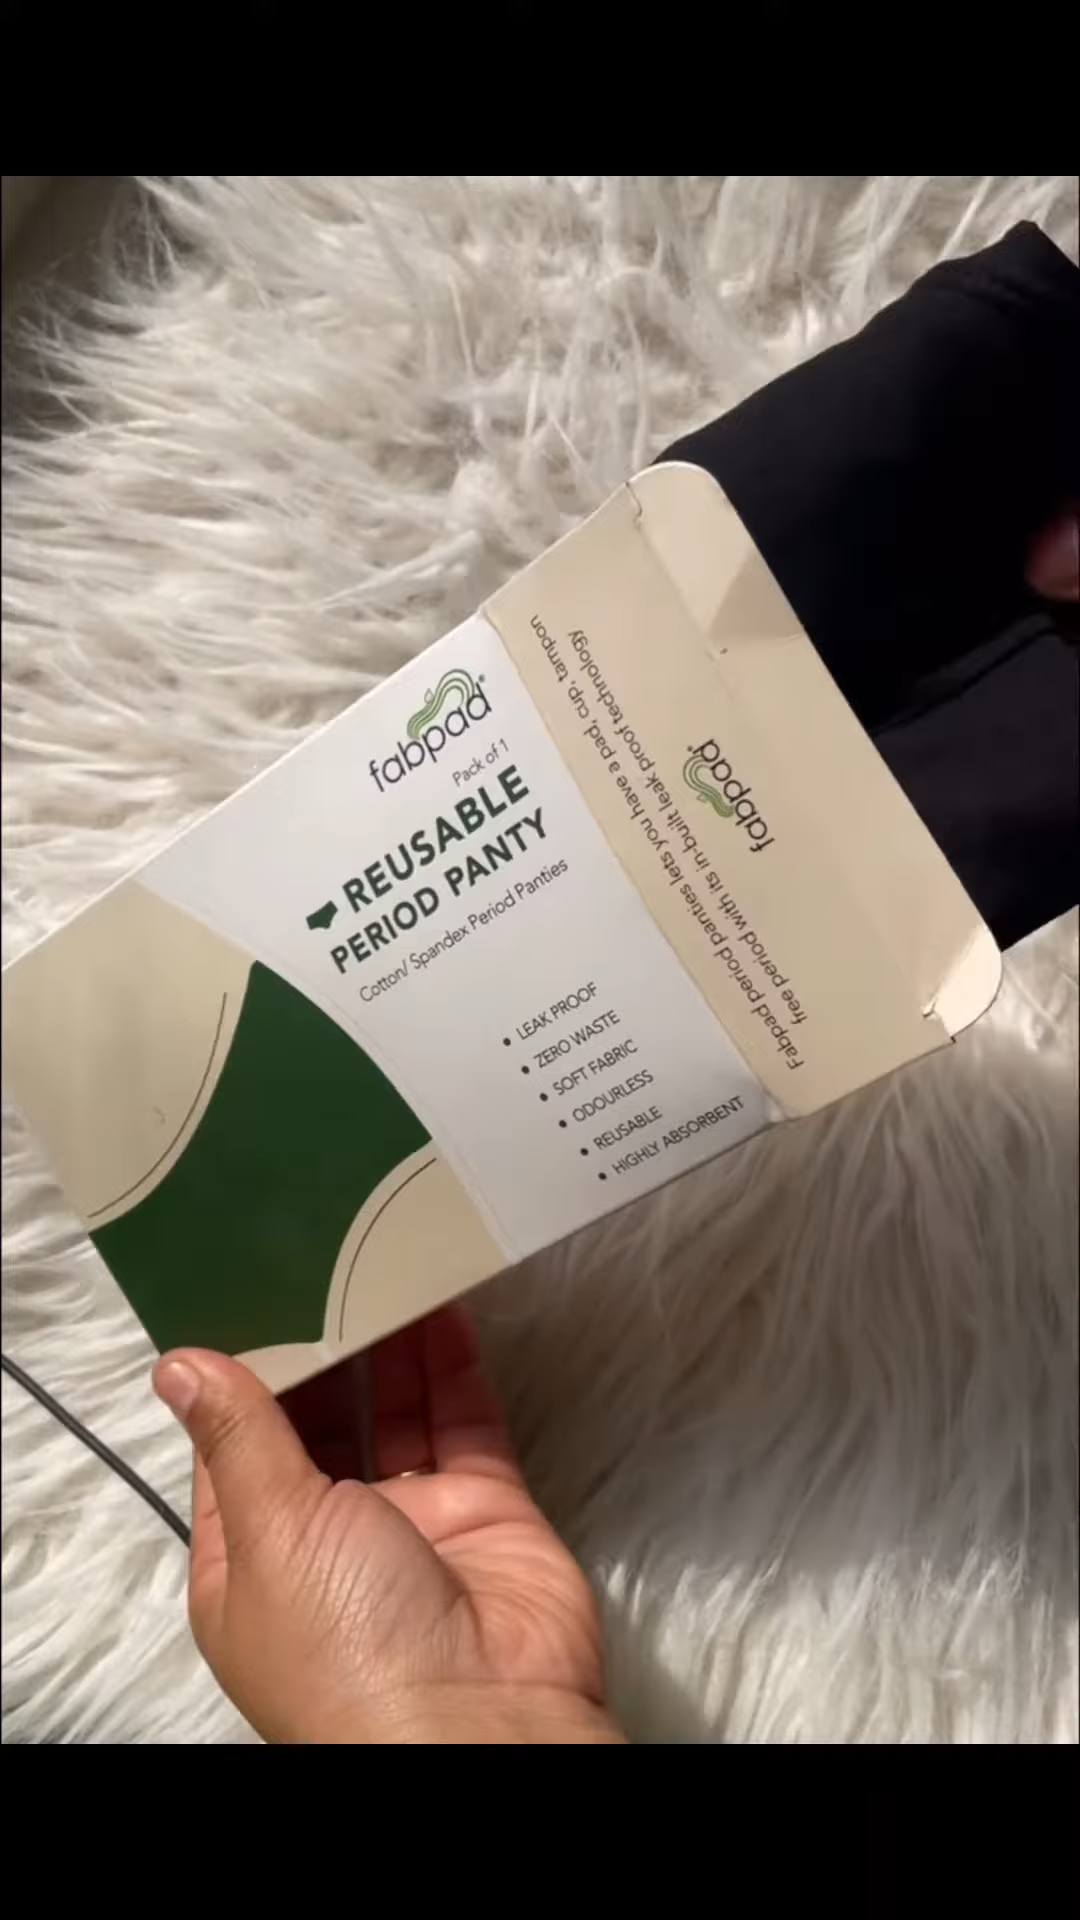 fabpad
Pack of 1
REUSABLE
PERIOD PANTY
Cotton/ Spandex Period Panties
• LEAK PROOF
• ZERO WASTE
• SOFT FABRIC
• ODOURLESS
• REUSABLE
• HIGHLY ABSORBENT
Fabpad period panties lets you have a pad, cup, tampon
free period with its in-built leak proof technology
fabpad